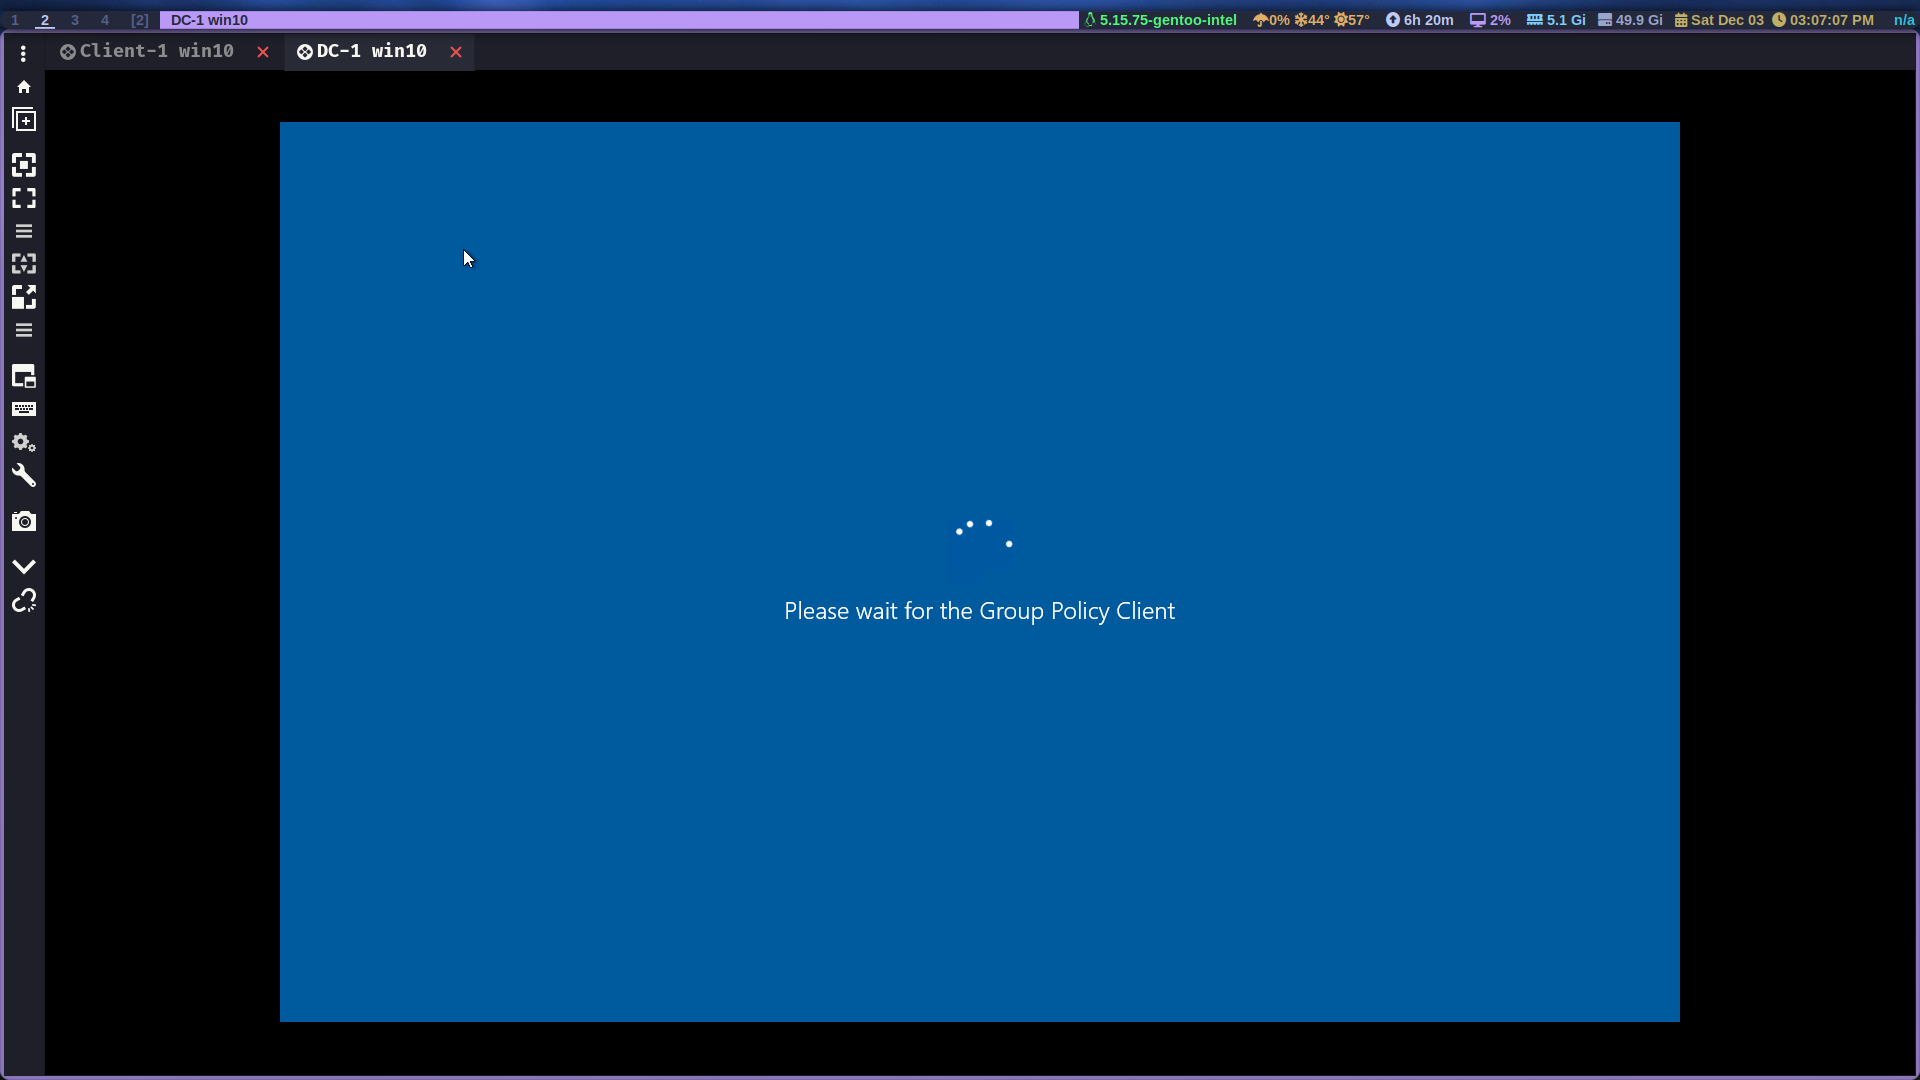 1 2 3 4 [2] DC-1 win10 5.15.75-gentoo-intel 0% 44° 57° 6h 20m 2% 5.1 Gi 49.9 Gi Sat Dec 03 03:07:07 PM n/a
Client-1 win10 DC-1 win10
Please wait for the Group Policy Client